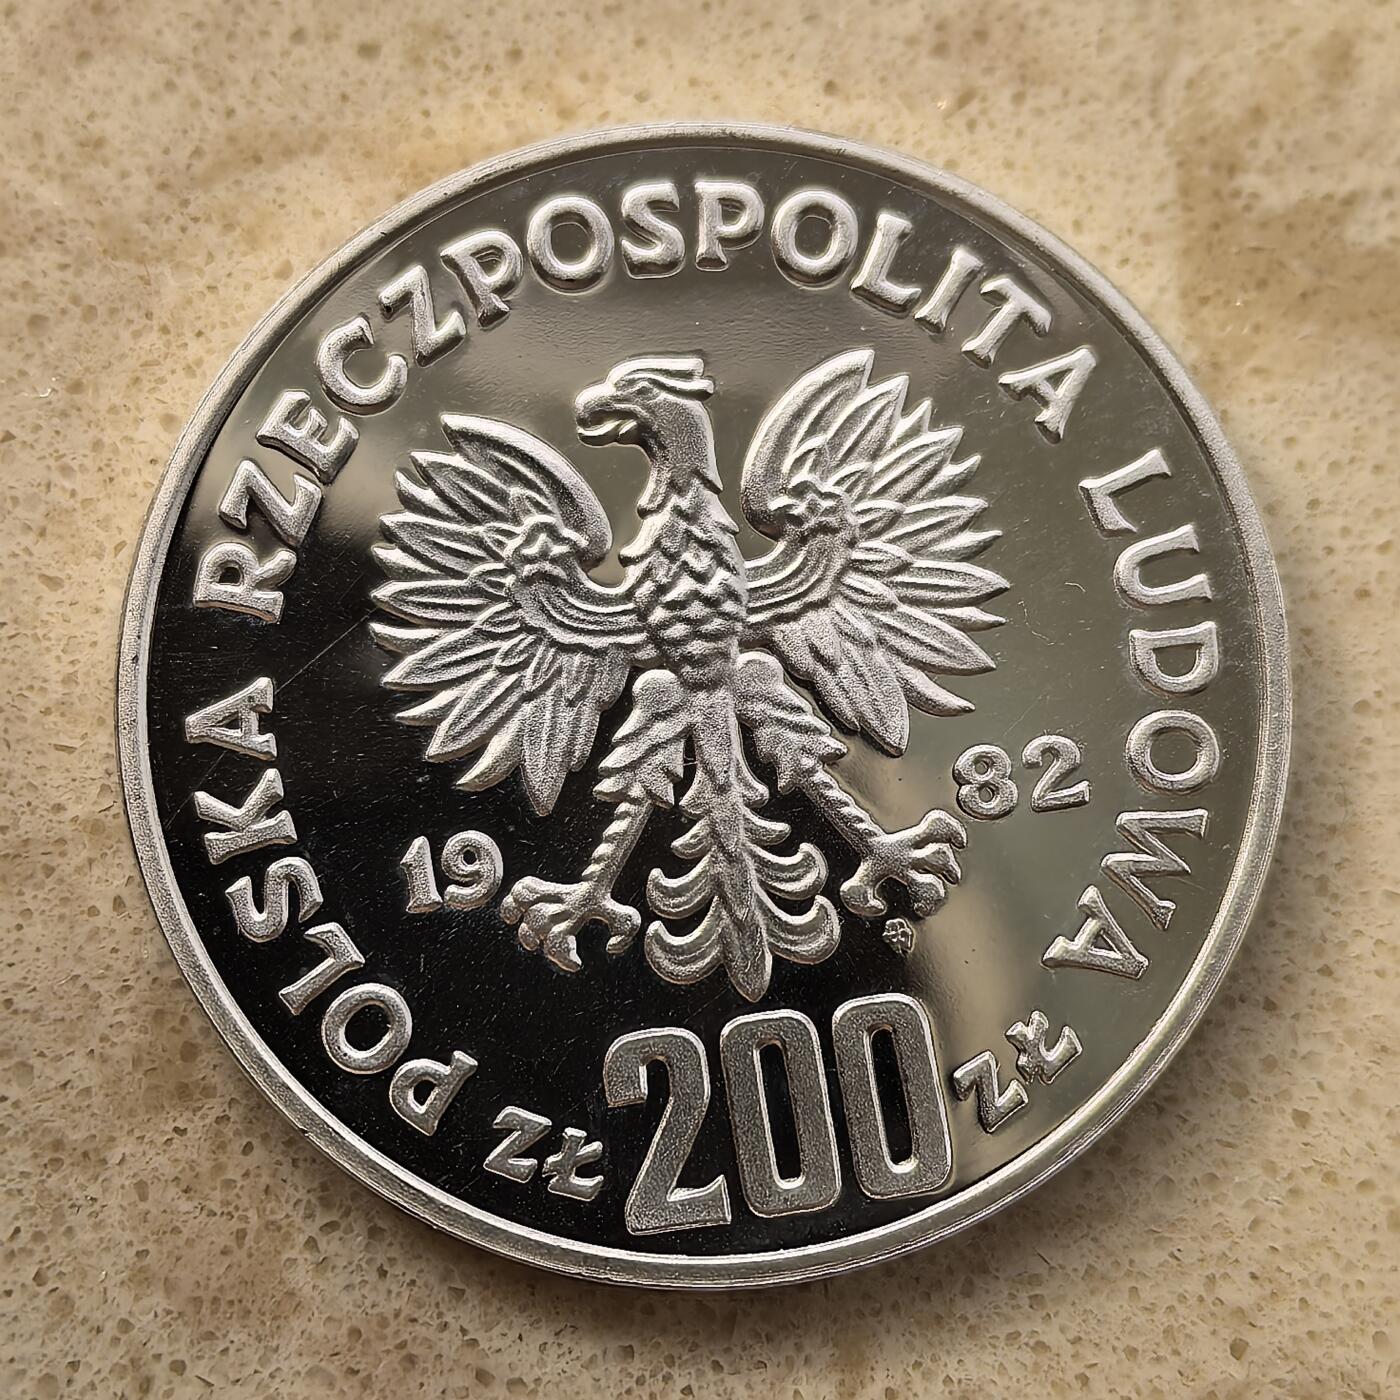 POLSKA RZECZPOSPOLITA LUDOWA
19 82
ZŁ 200 ZŁ